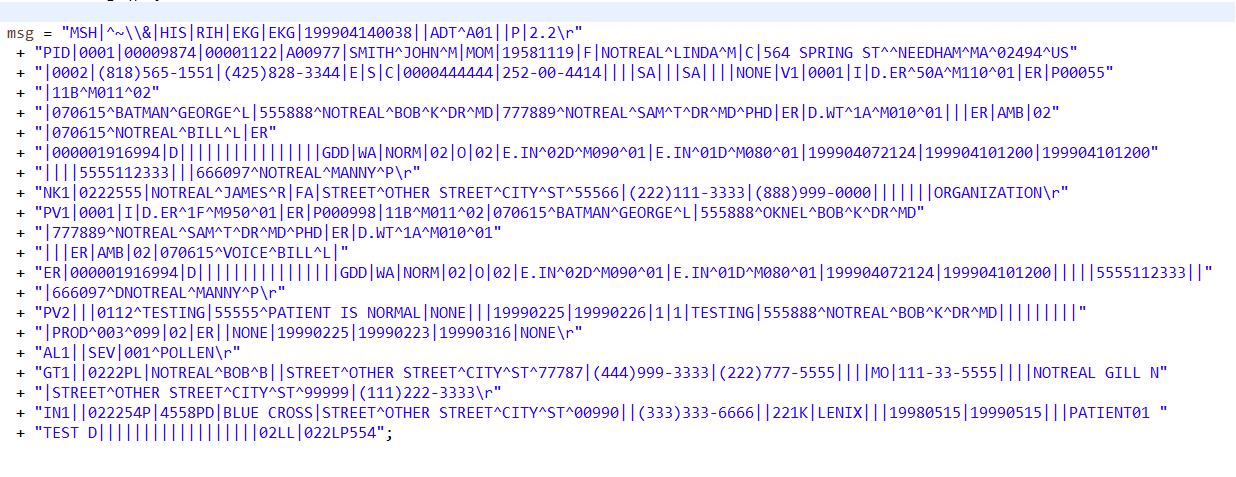 msg = "MSH|^~\\&|HIS|RIH|EKG|EKG|199904140038||ADT^A01||P|2.2\r"
+ "PID|0001|00009874|00001122|A00977|SMITH^JOHN^M|MOM|19581119|F|NOTREAL^LINDA^M|C|564 SPRING ST^^NEEDHAM^MA^02494^US"
+ "|0002|(818)565-1551|(425)828-3344|E|S|C|0000444444|252-00-4414||||SA|||SA||||NONE|V1|0001|I|D.ER^50A^M110^01|ER|P00055"
+ "|11B^M011^02"
+ "|070615^BATMAN^GEORGE^L|555888^NOTREAL^BOB^K^DR^MD|777889^NOTREAL^SAM^T^DR^MD^PHD|ER|D.WT^1A^M010^01|||ER|AMB|02"
+ "|070615^NOTREAL^BILL^L|ER"
+ "|000001916994|D||||||||||||||||GDD|WA|NORM|02|O|02|E.IN^02D^M090^01|E.IN^01D^M080^01|199904072124|199904101200|199904101200"
+ "||||5555112333|||666097^NOTREAL^MANNY^P\r"
+ "NK1|0222555|NOTREAL^JAMES^R|FA|STREET^OTHER STREET^CITY^ST^55566|(222)111-3333|(888)999-0000|||||||ORGANIZATION\r"
+ "PV1|0001|I|D.ER^1F^M950^01|ER|P000998|11B^M011^02|070615^BATMAN^GEORGE^L|555888^OKNEL^BOB^K^DR^MD"
+ "|777889^NOTREAL^SAM^T^DR^MD^PHD|ER|D.WT^1A^M010^01"
+ "|||ER|AMB|02|070615^VOICE^BILL^L|"
+ "ER|000001916994|D||||||||||||||||GDD|WA|NORM|02|O|02|E.IN^02D^M090^01|E.IN^01D^M080^01|199904072124|199904101200|||||5555112333||"
+ "|666097^DNOTREAL^MANNY^P\r"
+ "PV2|||0112^TESTING|55555^PATIENT IS NORMAL|NONE|||19990225|19990226|1|1|TESTING|555888^NOTREAL^BOB^K^DR^MD||||||||||"
+ "|PROD^003^099|02|ER||NONE|19990225|19990223|19990316|NONE\r"
+ "AL1||SEV|001^POLLEN\r"
+ "GT1||0222PL|NOTREAL^BOB^B||STREET^OTHER STREET^CITY^ST^77787|(444)999-3333|(222)777-5555||||MO|111-33-5555||||NOTREAL GILL N"
+ "|STREET^OTHER STREET^CITY^ST^99999|(111)222-3333\r"
+ "IN1||022254P|4558PD|BLUE CROSS|STREET^OTHER STREET^CITY^ST^00990||(333)333-6666||221K|LENIX|||19980515|19990515|||PATIENT01 "
+ "TEST D||||||||||||||||||02LL|022LP554";